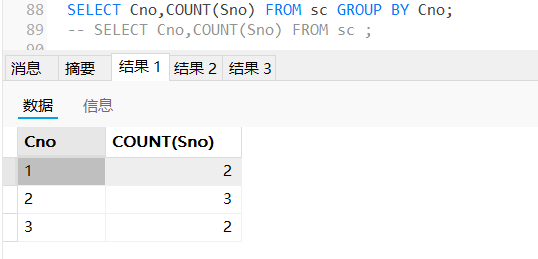 88 SELECT Cno,COUNT(Sno) FROM sc GROUP BY Cno;
89 -- SELECT Cno,COUNT(Sno) FROM sc ;
90
消息 摘要 结果 1 结果 2 结果 3
数据 信息
Cno COUNT(Sno)
1 2
2 3
3 2